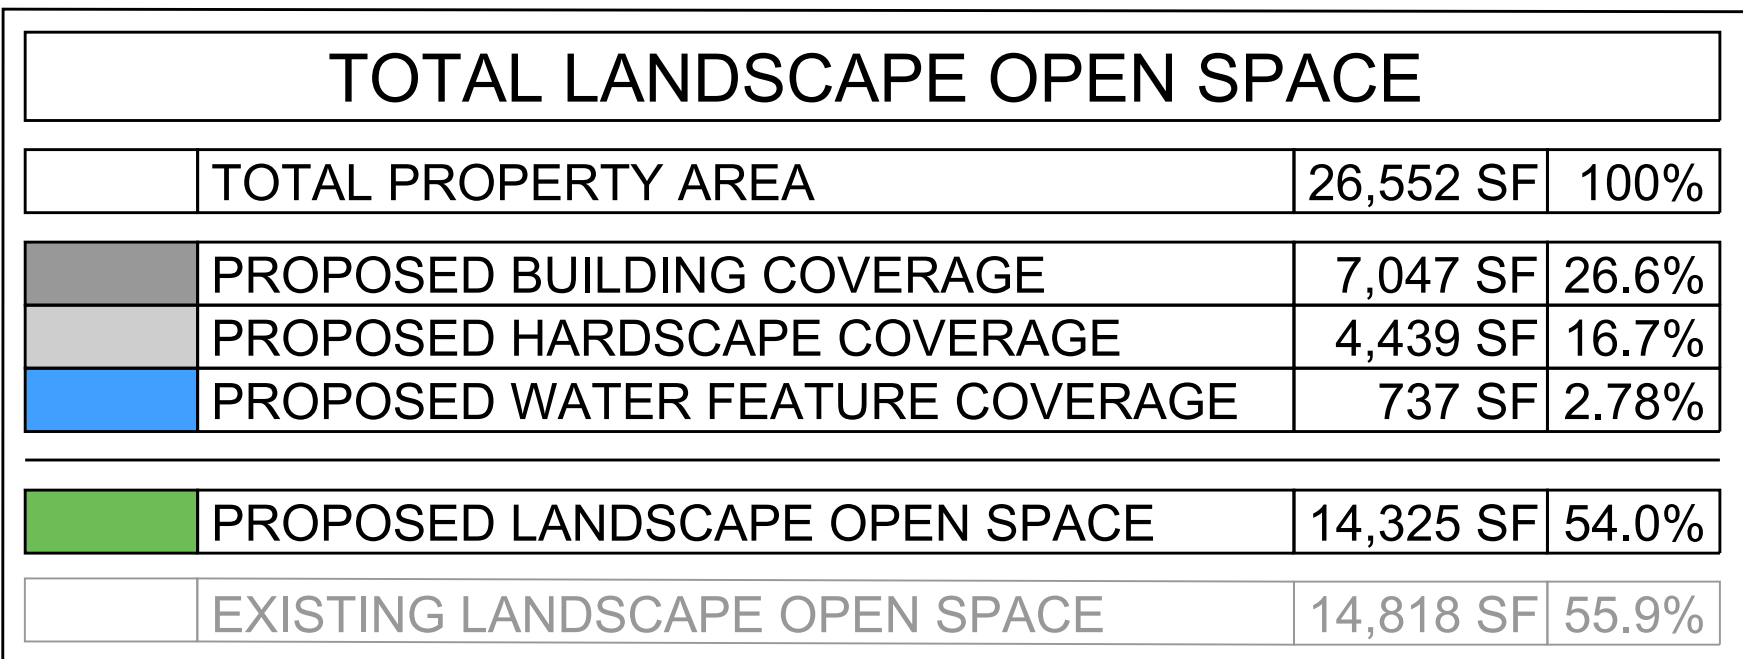 TOTAL LANDSCAPE OPEN SPACE
TOTAL PROPERTY AREA 26,552 SF 100%
PROPOSED BUILDING COVERAGE 7,047 SF 26.6%
PROPOSED HARDSCAPE COVERAGE 4,439 SF 16.7%
PROPOSED WATER FEATURE COVERAGE 737 SF 2.78%
PROPOSED LANDSCAPE OPEN SPACE 14,325 SF 54.0%
EXISTING LANDSCAPE OPEN SPACE 14,818 SF 55.9%